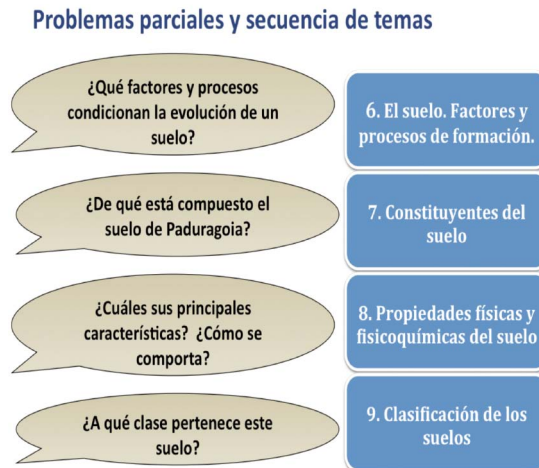 Problemas parciales y secuencia de temas
¿Qué factores y procesos
condicionan la evolución de un
suelo?
6. El suelo. Factores y
procesos de formación.
¿De qué está compuesto el
suelo de Paduragoia?
7. Constituyentes del
suelo
¿Cuáles sus principales
características? ¿Cómo se
comporta?
8. Propiedades físicas y
fisicoquímicas del suelo
¿A qué clase pertenece este
suelo?
9. Clasificación de los
suelos